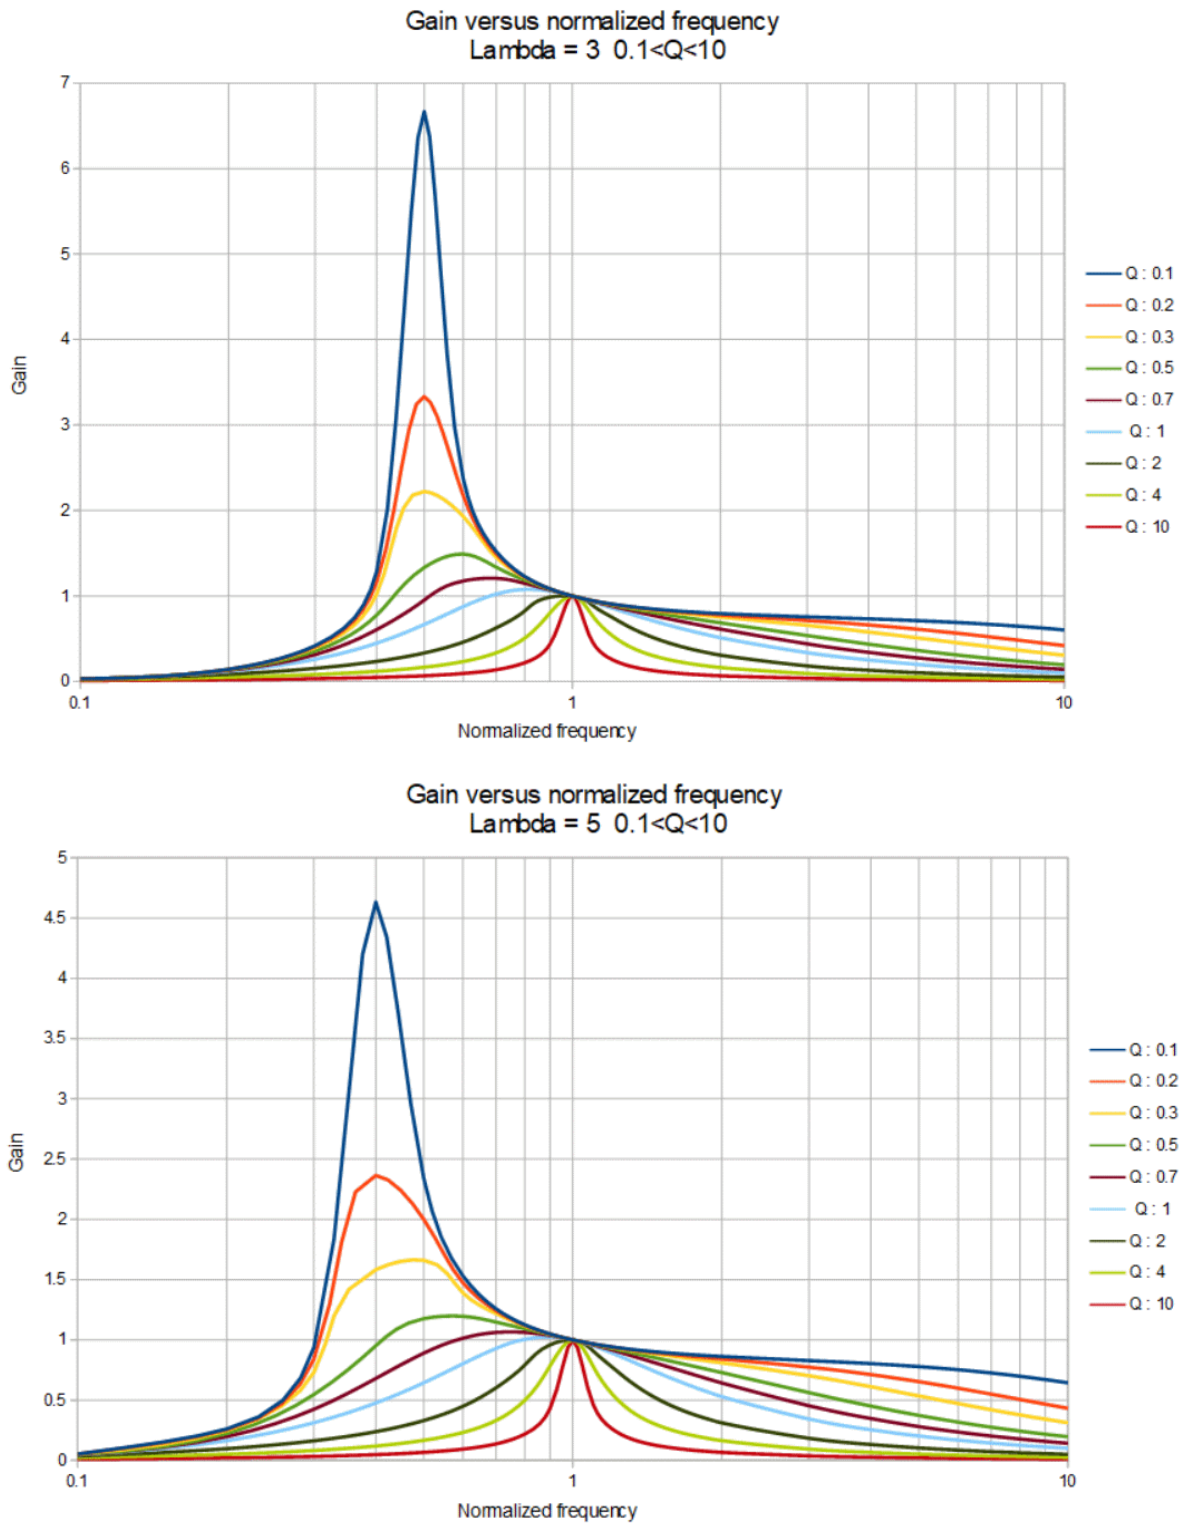 Gain versus normalized frequency
Lambda = 3 0.1<Q<10
7
6
5
4
3
2
1
0
Gain
0.1 1 10
Normalized frequency
Q : 0.1
Q : 0.2
Q : 0.3
Q : 0.5
Q : 0.7
Q : 1
Q : 2
Q : 4
Q : 10
Gain versus normalized frequency
Lambda = 5 0.1<Q<10
5
4.5
4
3.5
3
2.5
2
1.5
1
0.5
0
Gain
0.1 1 10
Normalized frequency
Q : 0.1
Q : 0.2
Q : 0.3
Q : 0.5
Q : 0.7
Q : 1
Q : 2
Q : 4
Q : 10